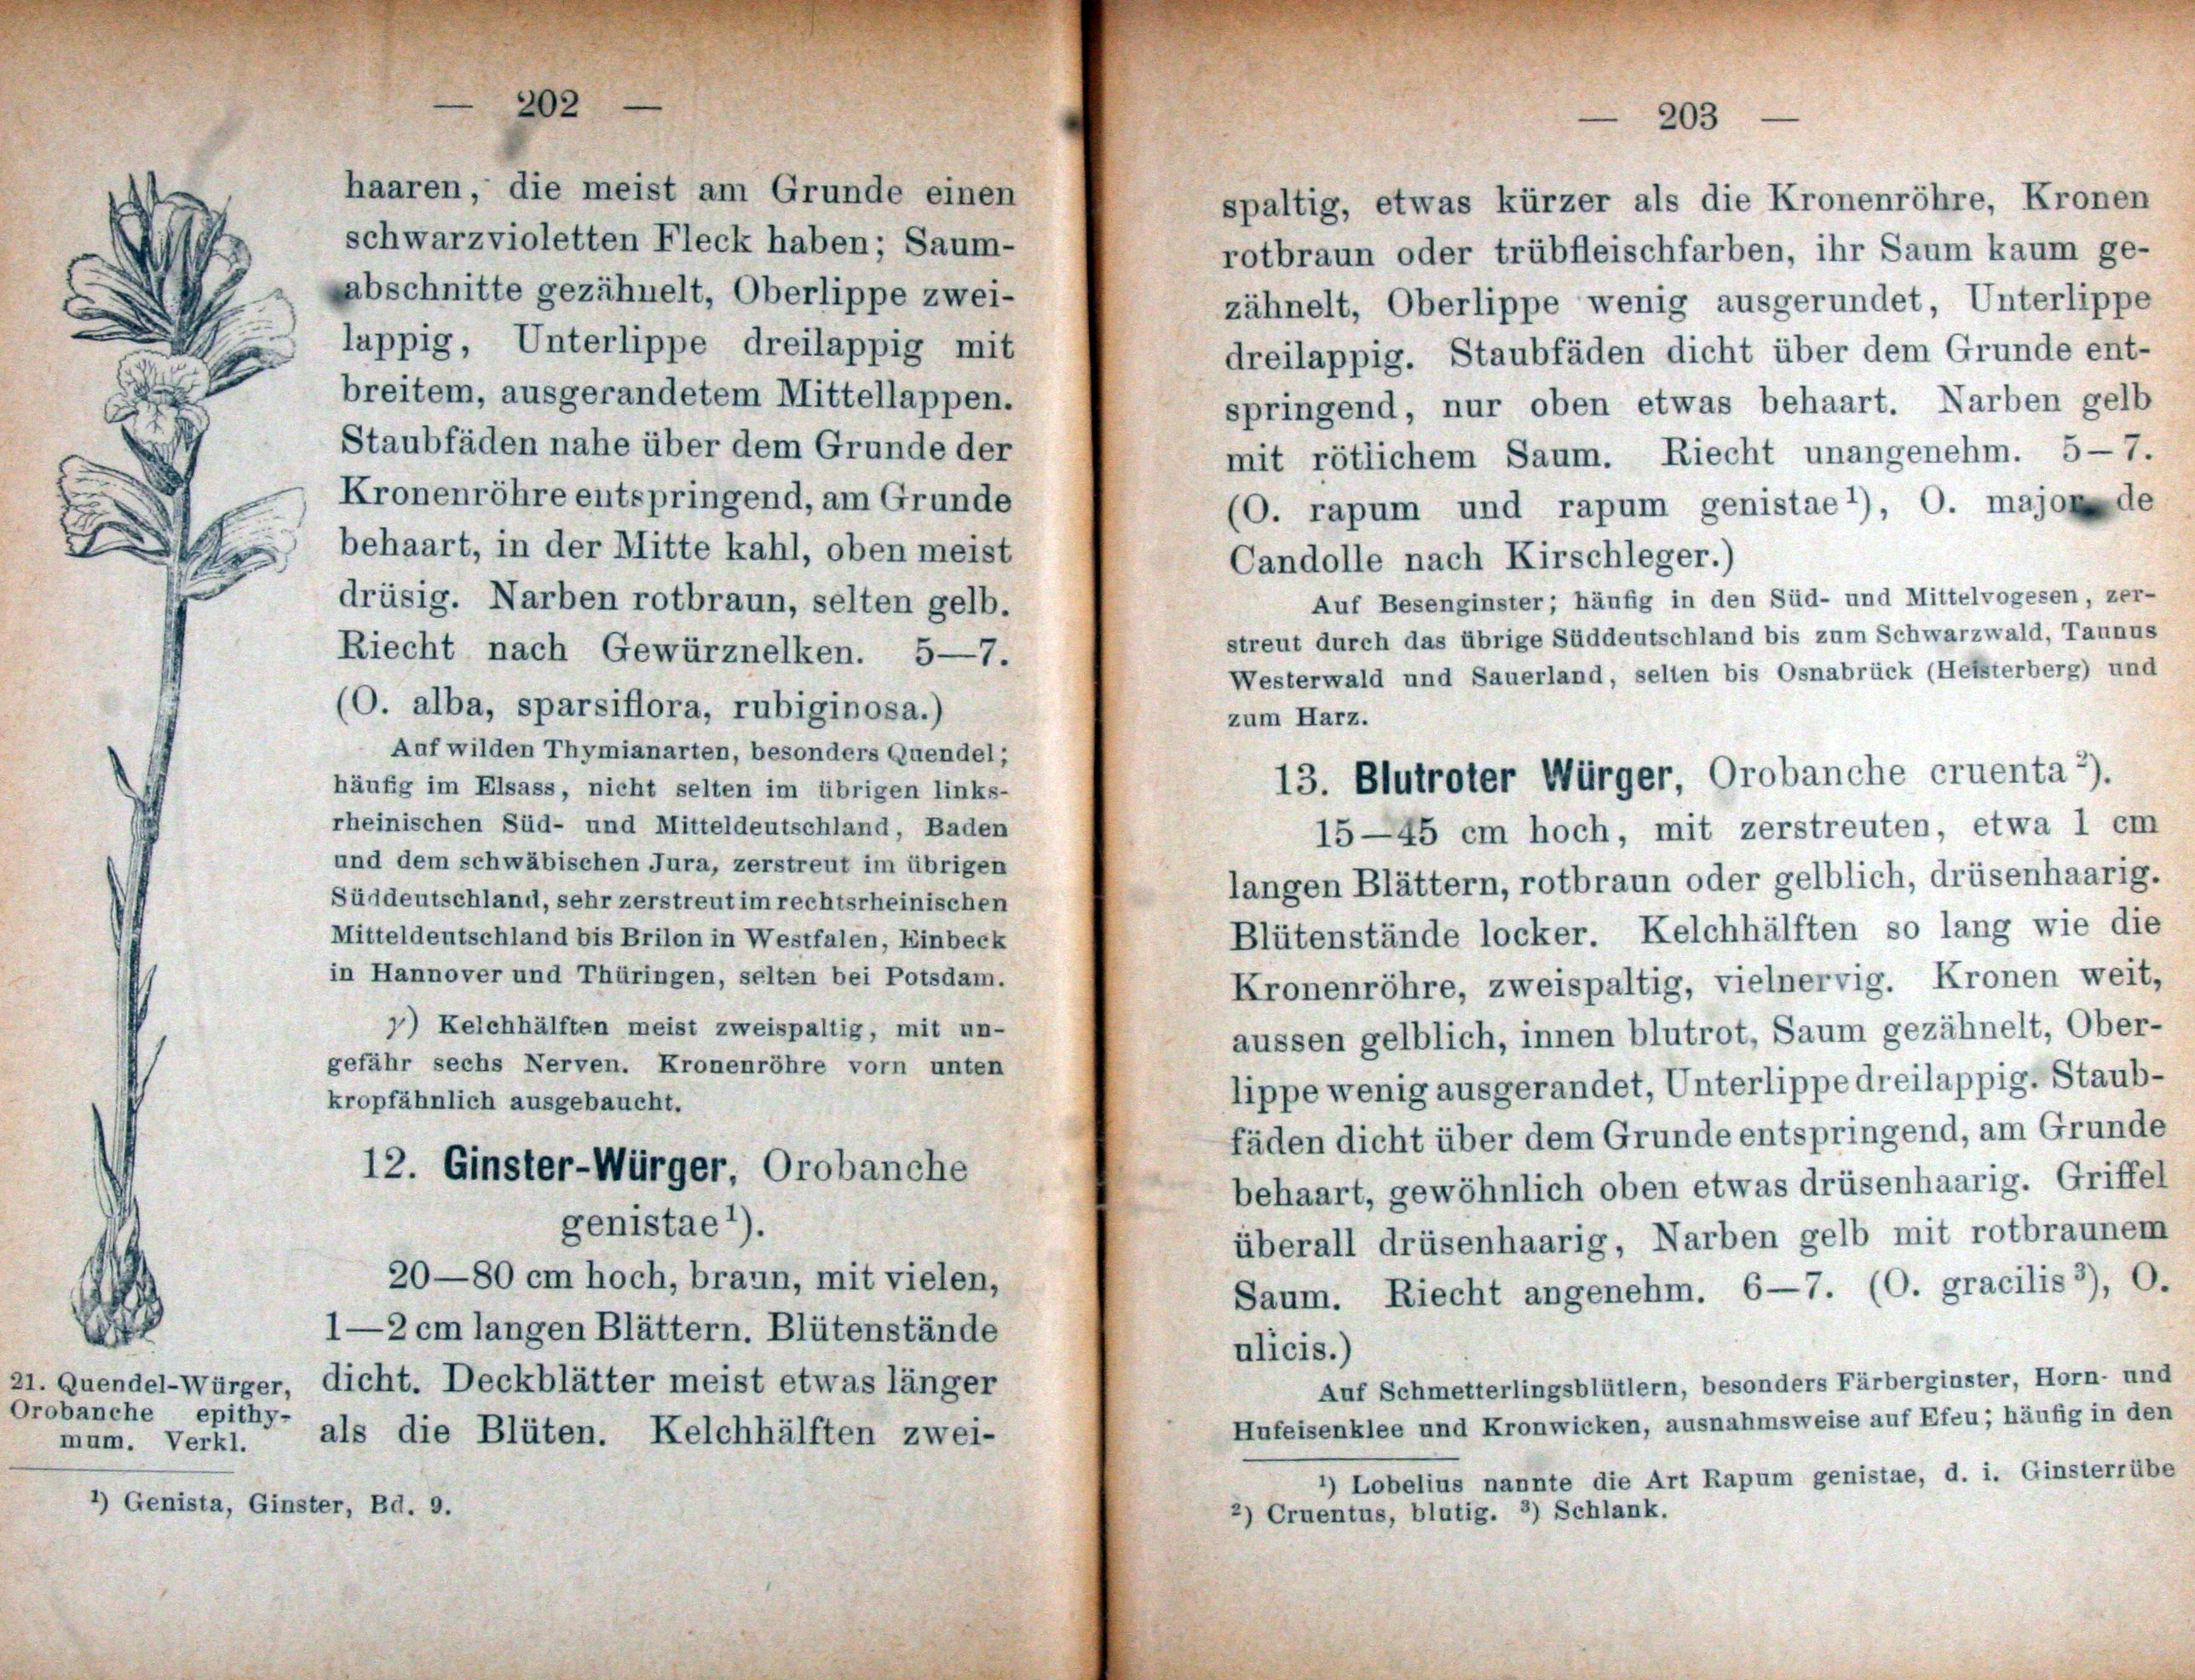 — 202 —
haaren, die meist am Grunde einen
schwarzvioletten Fleck haben; Saum-
abschnitte gezähnelt, Oberlippe zwei-
lappig, Unterlippe dreilappig mit
breitem, ausgerandetem Mittellappen.
Staubfäden nahe über dem Grunde der
Kronenröhre entspringend, am Grunde
behaart, in der Mitte kahl, oben meist
drüsig. Narben rotbraun, selten gelb.
Riecht nach Gewürznelken. 5—7.
(O. alba, sparsiflora, rubiginosa.)
Auf wilden Thymianarten, besonders Quendel;
häufig im Elsass, nicht selten im übrigen links-
rheinischen Süd- und Mitteldeutschland, Baden
und dem schwäbischen Jura, zerstreut im übrigen
Süddeutschland, sehr zerstreut im rechtsrheinischen
Mitteldeutschland bis Brilon in Westfalen, Einbeck
in Hannover und Thüringen, selten bei Potsdam.
γ) Kelchhälften meist zweispaltig, mit un-
gefähr sechs Nerven. Kronenröhre vorn unten
kropfähnlich ausgebaucht.
12. Ginster-Würger, Orobanche
genistae¹).
20—80 cm hoch, braun, mit vielen,
1—2 cm langen Blättern. Blütenstände
dicht. Deckblätter meist etwas länger
als die Blüten. Kelchhälften zwei-
21. Quendel-Würger,
Orobanche epithy-
mum. Verkl.
¹) Genista, Ginster, Bd. 9.
— 203 —
spaltig, etwas kürzer als die Kronenröhre, Kronen
rotbraun oder trübfleischfarben, ihr Saum kaum ge-
zähnelt, Oberlippe wenig ausgerundet, Unterlippe
dreilappig. Staubfäden dicht über dem Grunde ent-
springend, nur oben etwas behaart. Narben gelb
mit rötlichem Saum. Riecht unangenehm. 5—7.
(O. rapum und rapum genistae¹), O. major de
Candolle nach Kirschleger.)
Auf Besenginster; häufig in den Süd- und Mittelvogesen, zer-
streut durch das übrige Süddeutschland bis zum Schwarzwald, Taunus
Westerwald und Sauerland, selten bis Osnabrück (Heisterberg) und
zum Harz.
13. Blutroter Würger, Orobanche cruenta²).
15—45 cm hoch, mit zerstreuten, etwa 1 cm
langen Blättern, rotbraun oder gelblich, drüsenhaarig.
Blütenstände locker. Kelchhälften so lang wie die
Kronenröhre, zweispaltig, vielnervig. Kronen weit,
aussen gelblich, innen blutrot, Saum gezähnelt, Ober-
lippe wenig ausgerandet, Unterlippe dreilappig. Staub-
fäden dicht über dem Grunde entspringend, am Grunde
behaart, gewöhnlich oben etwas drüsenhaarig. Griffel
überall drüsenhaarig, Narben gelb mit rotbraunem
Saum. Riecht angenehm. 6—7. (O. gracilis³), O.
ulicis.)
Auf Schmetterlingsblütlern, besonders Färberginster, Horn- und
Hufeisenklee und Kronwicken, ausnahmsweise auf Efeu; häufig in den
¹) Lobelius nannte die Art Rapum genistae, d. i. Ginsterrübe
²) Cruentus, blutig. ³) Schlank.